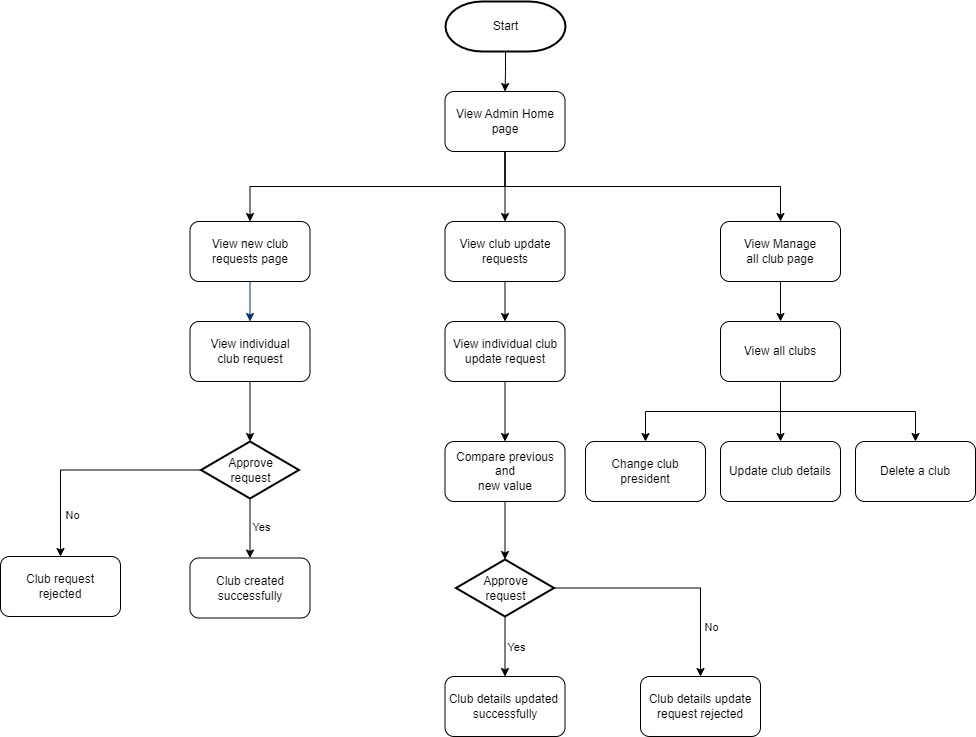 Start
View Admin Home
page
View new club
requests page
View club update
requests
View Manage
all club page
View individual
club request
View individual club
update request
View all clubs
Approve
request
Compare previous
and
new value
Change club
president
Update club details
Delete a club
No
Yes
Club request
rejected
Club created
successfully
Approve
request
No
Yes
Club details updated
successfully
Club details update
request rejected